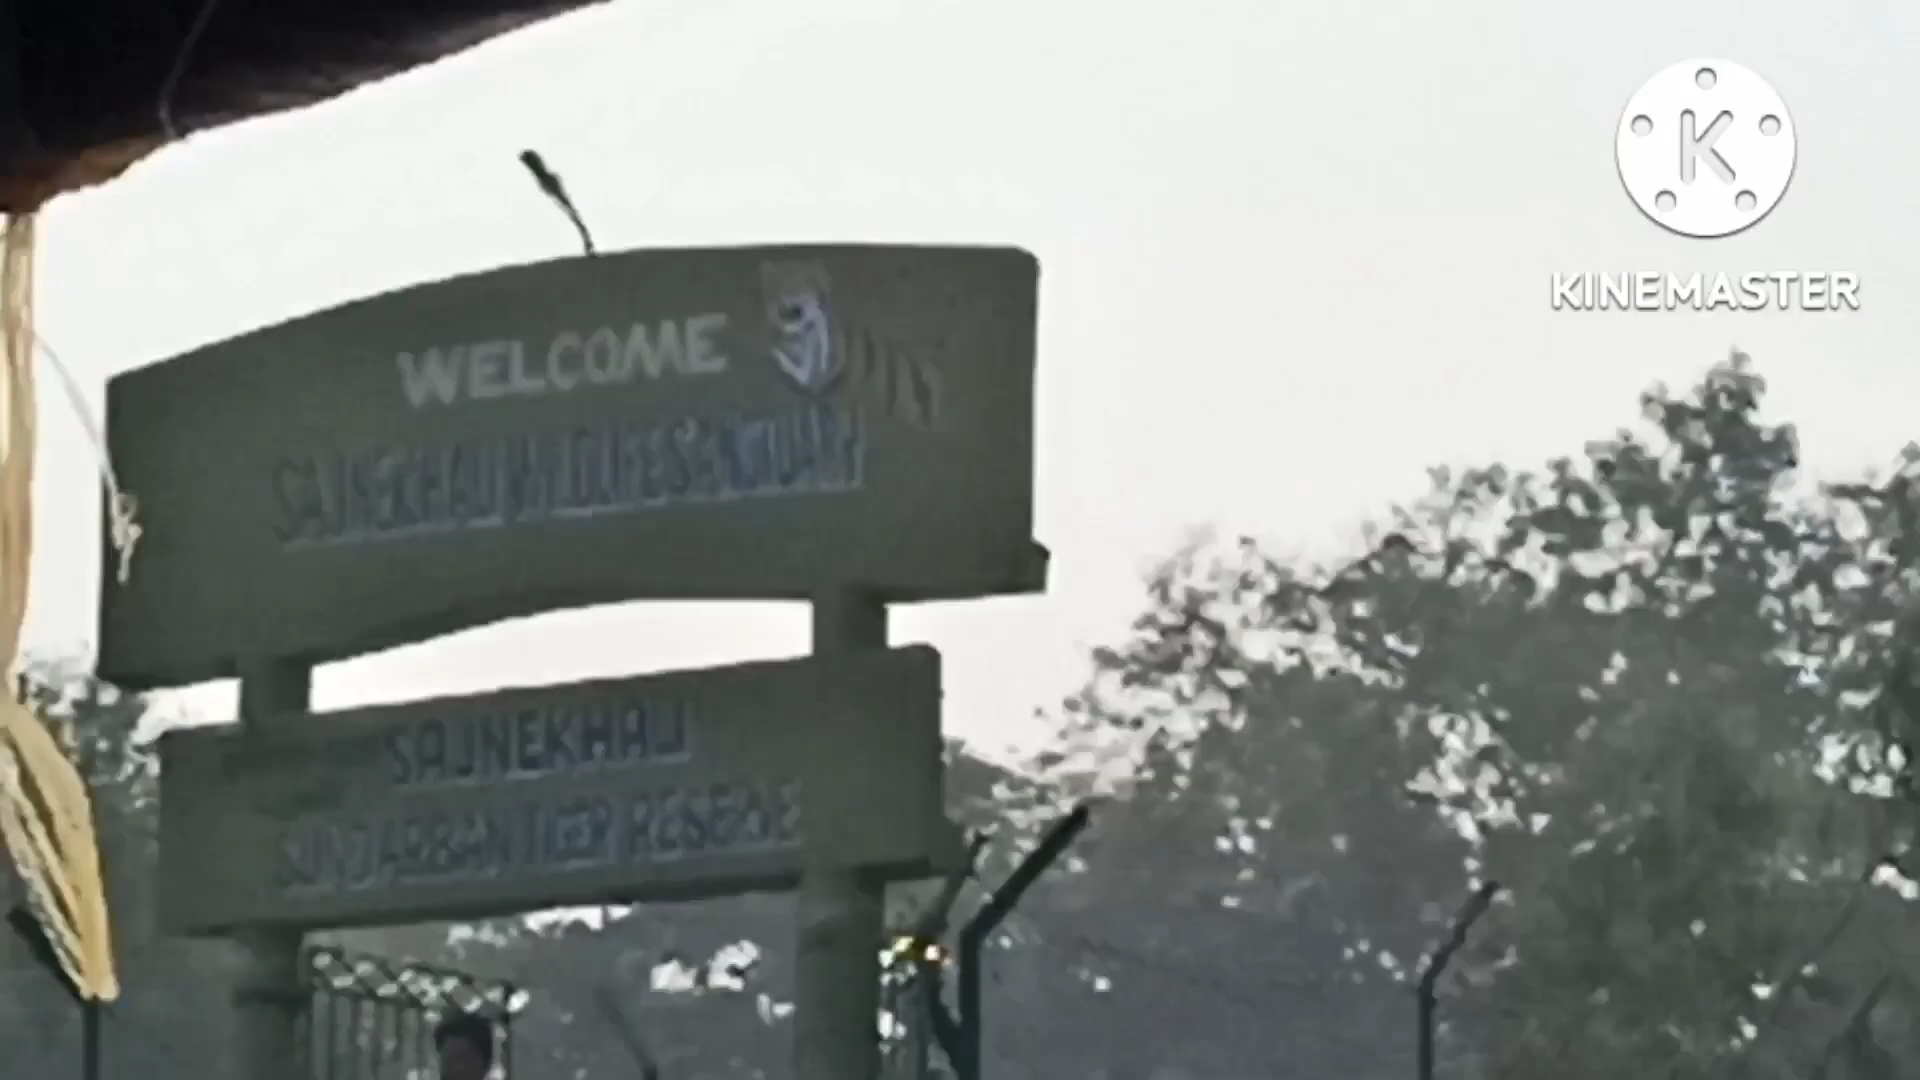 WELCOME
SAJNEKHALI WILDLIFE SANCTUARY
SAJNEKHALI
SUNDARBAN TIGER RESERVE
K
KINEMASTER